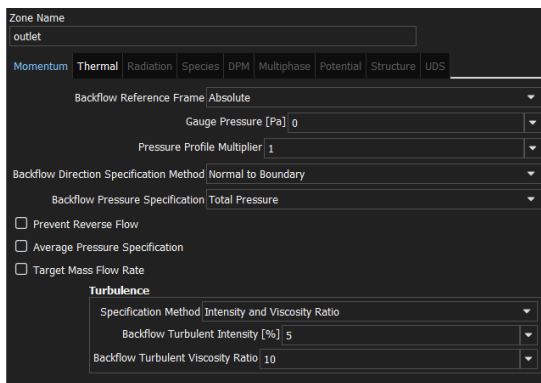 Zone Name
outlet
Momentum Thermal Radiation Species DPM Multiphase Potential Structure UDS
Backflow Reference Frame Absolute
Gauge Pressure [Pa] 0
Pressure Profile Multiplier 1
Backflow Direction Specification Method Normal to Boundary
Backflow Pressure Specification Total Pressure
Prevent Reverse Flow
Average Pressure Specification
Target Mass Flow Rate
Turbulence
Specification Method Intensity and Viscosity Ratio
Backflow Turbulent Intensity [%] 5
Backflow Turbulent Viscosity Ratio 10